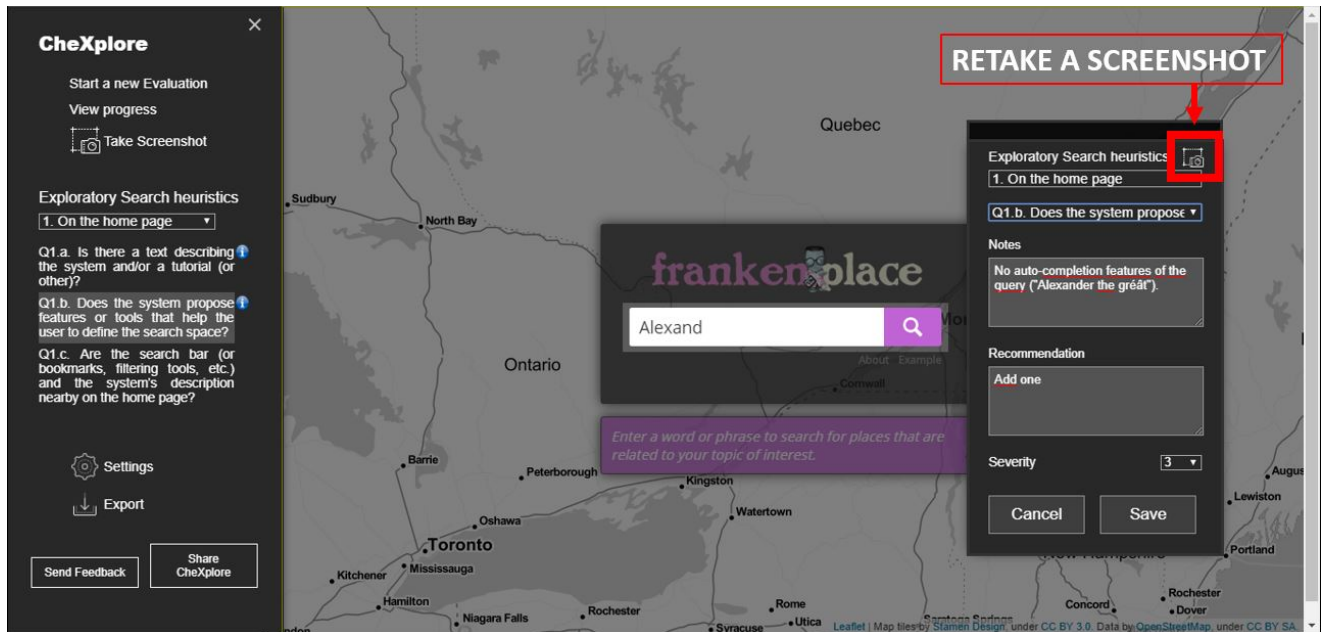 CheXplore
×
Start a new Evaluation
View progress
Take Screenshot
Exploratory Search heuristics
1. On the home page
Q1.a. Is there a text describing
the system and/or a tutorial (or
other)?
Q1.b. Does the system propose
features or tools that help the
user to define the search space?
Q1.c. Are the search bar (or
bookmarks, filtering tools, etc.)
and the system's description
nearby on the home page?
Settings
Export
Send Feedback
Share
CheXplore
RETAKE A SCREENSHOT
Quebec
Sudbury
North Bay
frankenplace
Alexand
About Example
Ontario
Cornwall
Enter a word or phrase to search for places that are
related to your topic of interest.
Barrie
Peterborough
Kingston
Watertown
Oshawa
Toronto
Mississauga
Kitchener
Hamilton
Niagara Falls
Rochester
Rome
Utica
Syracuse
Saratoga Springs
Exploratory Search heuristics
1. On the home page
Q1.b. Does the system propose
Notes
No auto-completion features of the
query ("Alexander the gréât").
Recommendation
Add one
Severity
3
Cancel
Save
Augus
Lewiston
Portland
New Hampshire
Rochester
Concord
Dover
Leaflet | Map tiles by Stamen Design, under CC BY 3.0. Data by OpenStreetMap, under CC BY SA.